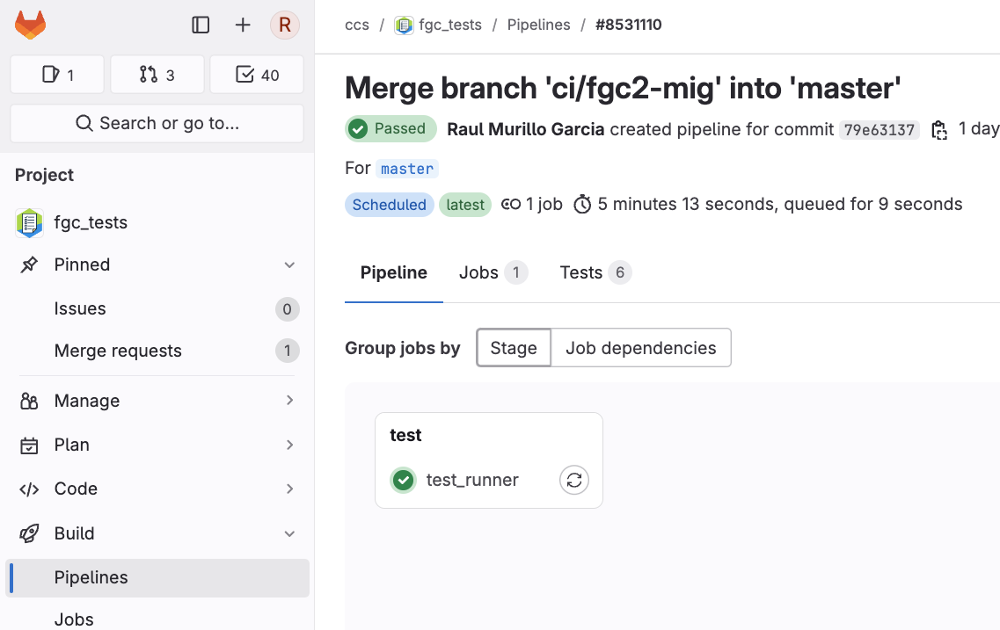 R
1
3
40
Search or go to...
Project
fgc_tests
Pinned
Issues 0
Merge requests 1
Manage
Plan
Code
Build
Pipelines
Jobs
ccs / fgc_tests / Pipelines / #8531110
Merge branch 'ci/fgc2-mig' into 'master'
Passed Raul Murillo Garcia created pipeline for commit 79e63137 1 day
For master
Scheduled latest 1 job 5 minutes 13 seconds, queued for 9 seconds
Pipeline Jobs 1 Tests 6
Group jobs by Stage Job dependencies
test
test_runner